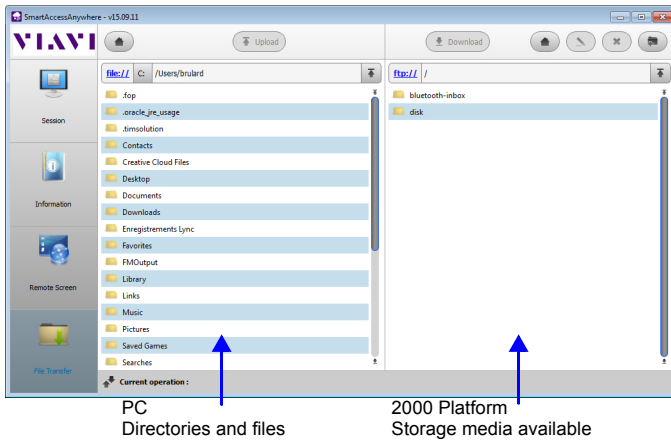 SmartAccessAnywhere - v15.09.11
VIAVI
Upload
Download
file:// C: /Users/brulard
ftp:// /
Session
Information
Remote Screen
File Transfer
.fop
.oracle_jre_usage
.timsolution
Contacts
Creative Cloud Files
Desktop
Documents
Downloads
Enregistrements Lync
Favorites
FMOutput
Library
Links
Music
Pictures
Saved Games
Searches
bluetooth-inbox
disk
Current operation :
PC
Directories and files
2000 Platform
Storage media available